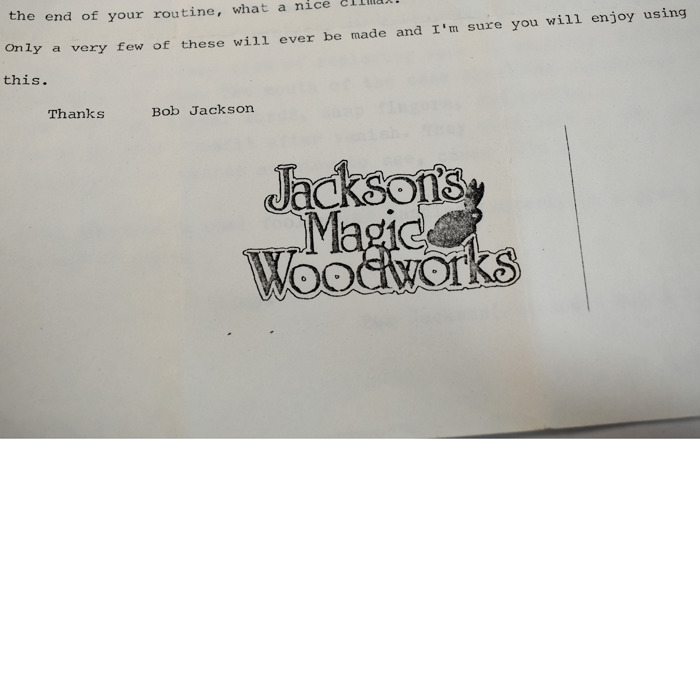 the end of your routine, what a nice climax.
Only a very few of these will ever be made and I'm sure you will enjoy using
this.
Thanks Bob Jackson
Jackson's
Magic
Woodworks